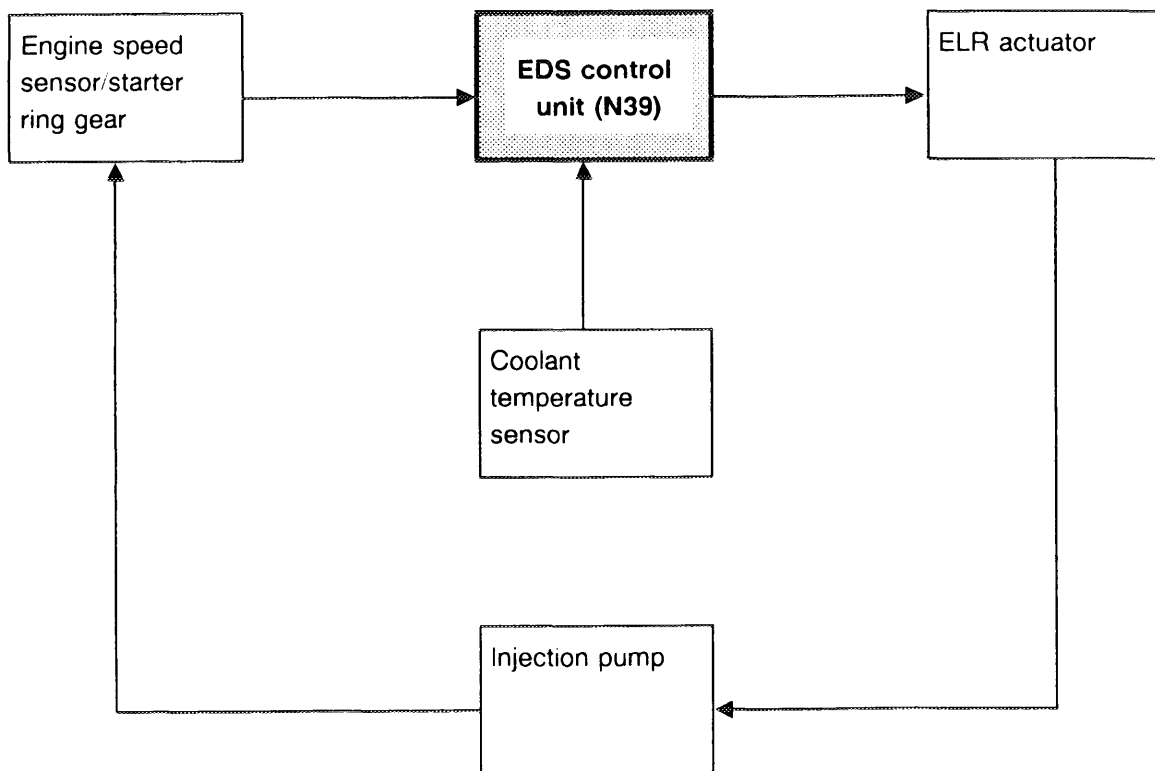 Engine speed
sensor/starter
ring gear
EDS control
unit (N39)
ELR actuator
Coolant
temperature
sensor
Injection pump